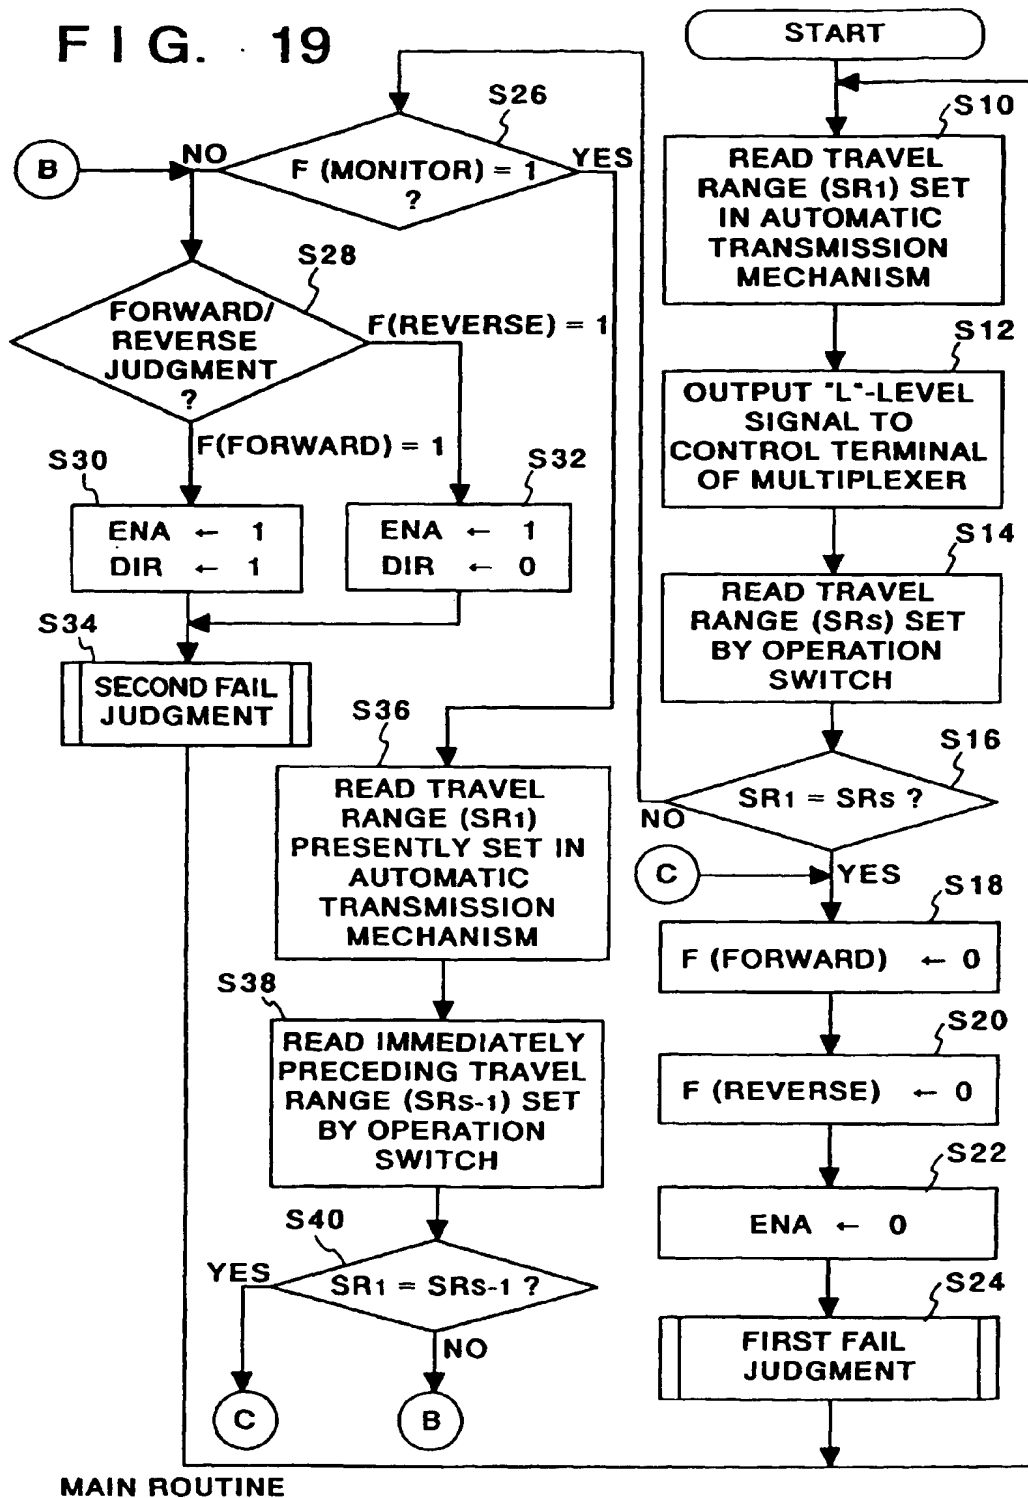 FIG. 19
START
S10
READ TRAVEL
RANGE (SR1) SET
IN AUTOMATIC
TRANSMISSION
MECHANISM
S12
OUTPUT "L"-LEVEL
SIGNAL TO
CONTROL TERMINAL
OF MULTIPLEXER
S14
READ TRAVEL
RANGE (SRS) SET
BY OPERATION
SWITCH
S16
SR1 = SRS ?
NO
YES
C
S18
F (FORWARD) ← 0
S20
F (REVERSE) ← 0
S22
ENA ← 0
S24
FIRST FAIL
JUDGMENT
S26
F (MONITOR) = 1
?
NO
YES
B
S28
FORWARD/
REVERSE
JUDGMENT
?
F(REVERSE) = 1
F(FORWARD) = 1
S30
ENA ← 1
DIR ← 1
S32
ENA ← 1
DIR ← 0
S34
SECOND FAIL
JUDGMENT
S36
READ TRAVEL
RANGE (SR1)
PRESENTLY SET IN
AUTOMATIC
TRANSMISSION
MECHANISM
S38
READ IMMEDIATELY
PRECEDING TRAVEL
RANGE (SRS-1) SET
BY OPERATION
SWITCH
S40
SR1 = SRS-1 ?
YES
NO
C
B
MAIN ROUTINE